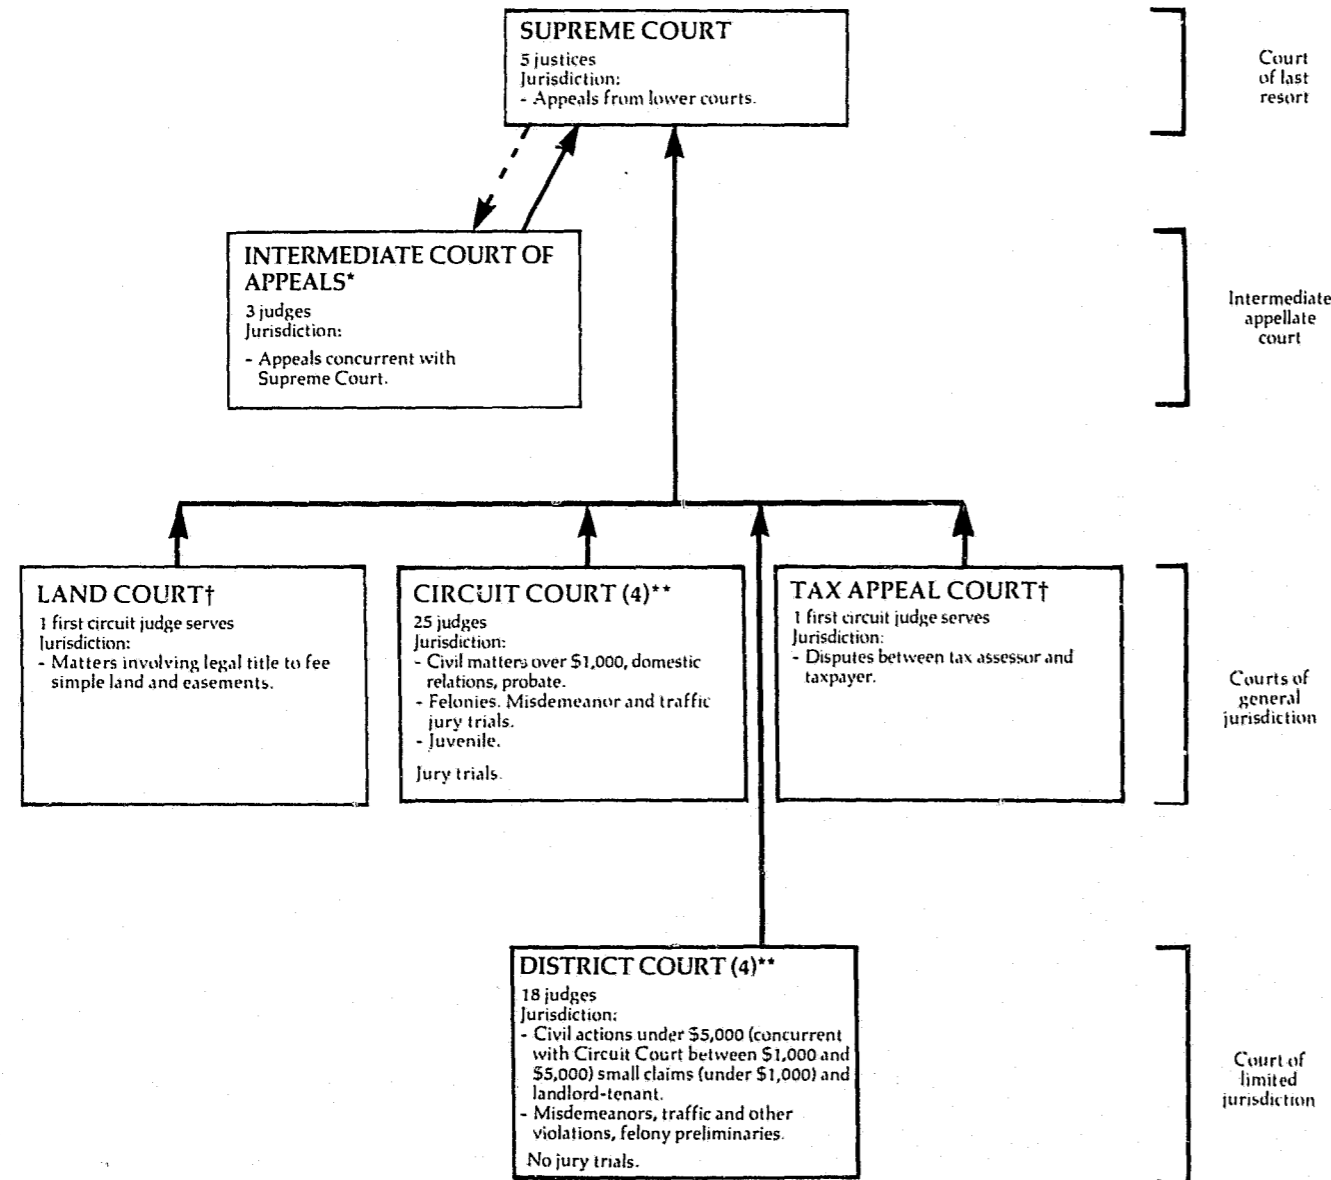 SUPREME COURT
5 justices
Jurisdiction:
- Appeals from lower courts.
Court
of last
resort
INTERMEDIATE COURT OF
APPEALS*
3 judges
Jurisdiction:
- Appeals concurrent with
Supreme Court.
Intermediate
appellate
court
LAND COURT†
1 first circuit judge serves
Jurisdiction:
- Matters involving legal title to fee
simple land and easements.
CIRCUIT COURT (4)**
25 judges
Jurisdiction:
- Civil matters over $1,000, domestic
relations, probate.
- Felonies. Misdemeanor and traffic
jury trials.
- Juvenile.
Jury trials.
TAX APPEAL COURT†
1 first circuit judge serves
Jurisdiction:
- Disputes between tax assessor and
taxpayer.
Courts of
general
jurisdiction
DISTRICT COURT (4)**
18 judges
Jurisdiction:
- Civil actions under $5,000 (concurrent
with Circuit Court between $1,000 and
$5,000) small claims (under $1,000) and
landlord-tenant.
- Misdemeanors, traffic and other
violations, felony preliminaries.
No jury trials.
Court of
limited
jurisdiction